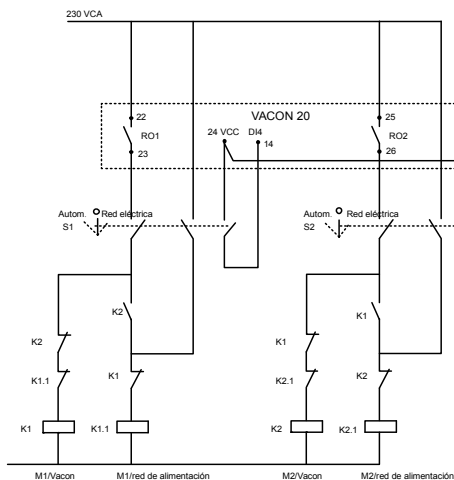 230 VCA
22
25
VACON 20
RO1
24 VCC
DI4
14
RO2
23
26
Autom.
Red eléctrica
S1
Autom.
Red eléctrica
S2
K2
K1
K2
K1
K1.1
K1
K2.1
K2
K1
K1.1
K2
K2.1
M1/Vacon
M1/red de alimentación
M2/Vacon
M2/red de alimentación